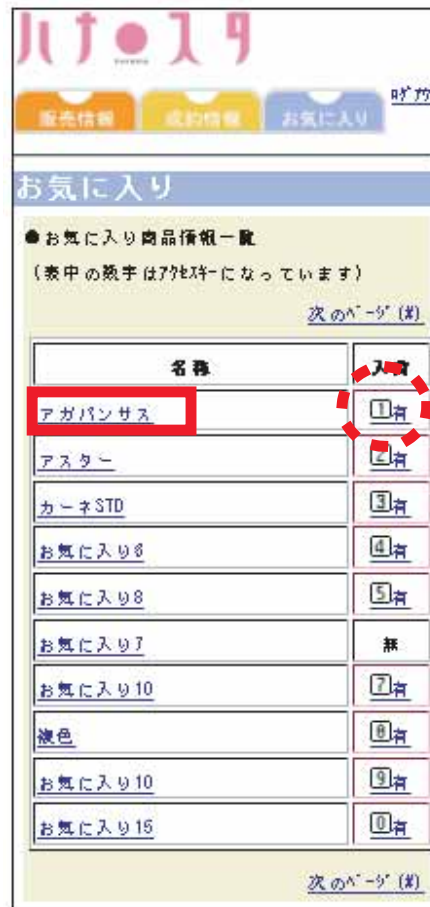 ハナ●スタ
ﾛｸﾞｱｳ
販売情報 成約情報 お気に入り
お気に入り
●お気に入り商品情報一覧
(表中の数字はｱｸｾｽｷｰになっています)
次のﾍﾟｰｼﾞ(#)
名称 入荷
アガパンサス 1有
アスター 2有
カーネSTD 3有
お気に入り6 4有
お気に入り8 5有
お気に入り7 無
お気に入り10 7有
複色 8有
お気に入り10 9有
お気に入り15 0有
次のﾍﾟｰｼﾞ(#)